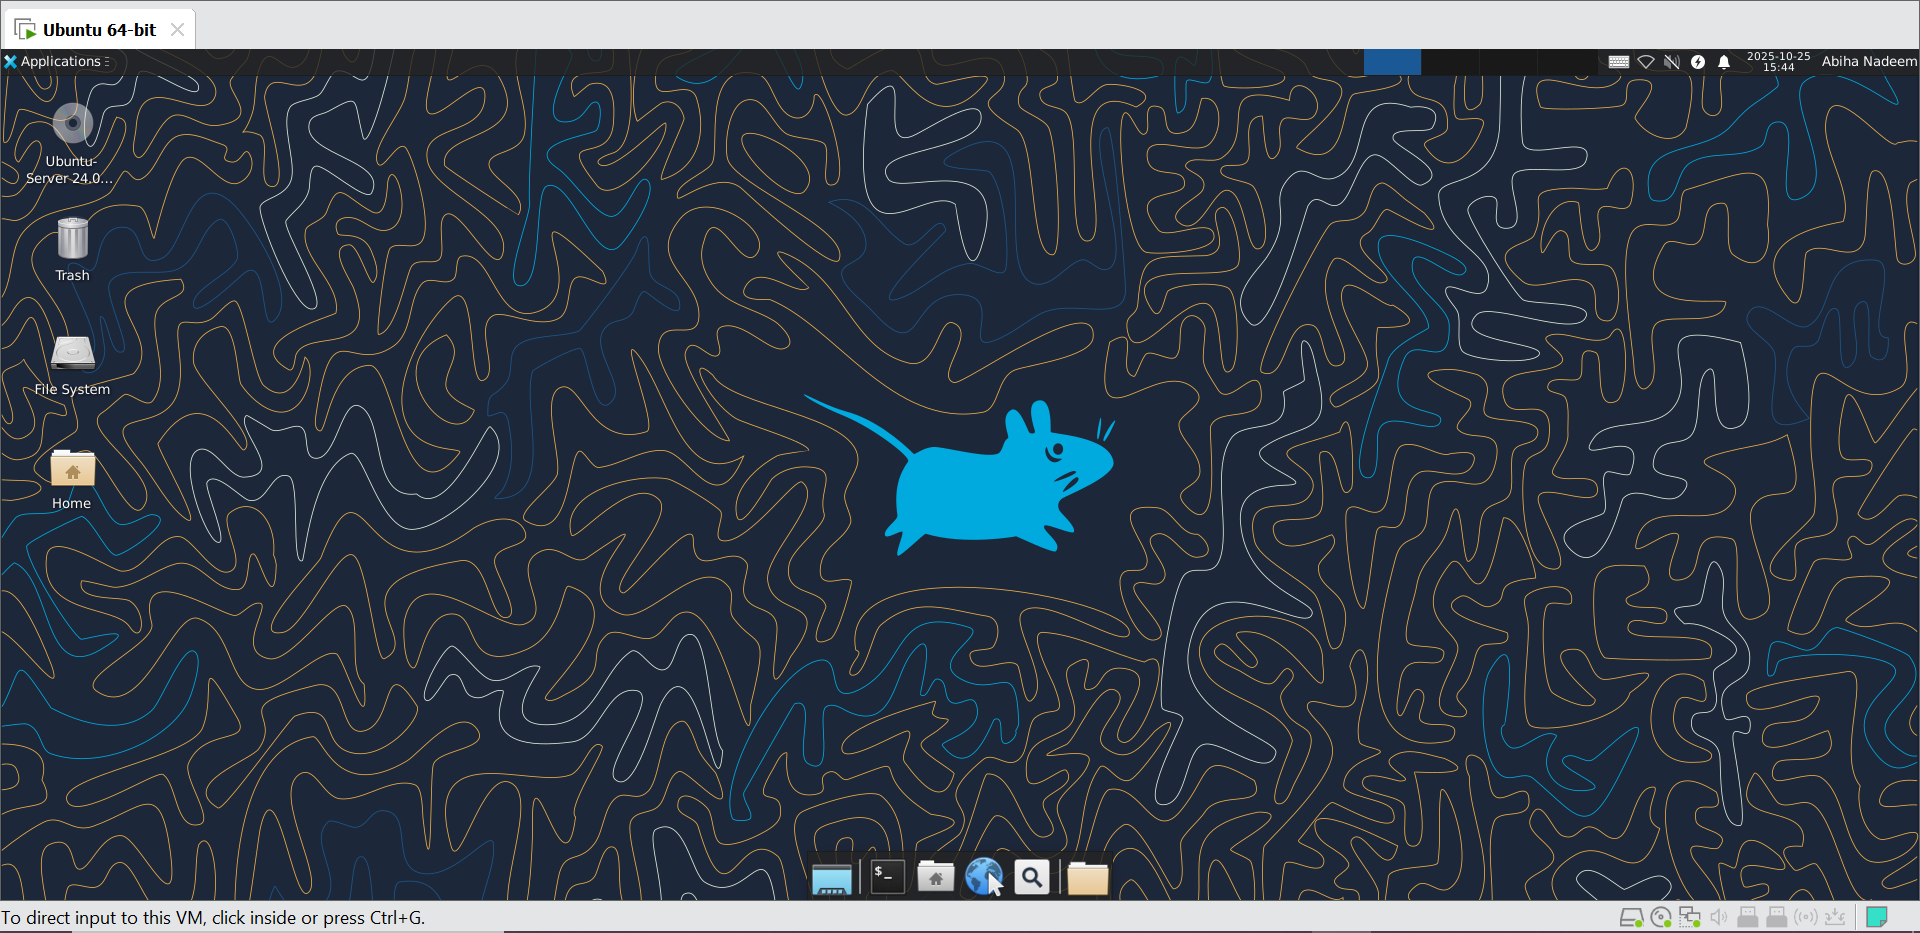 Ubuntu 64-bit
Applications
2025-10-25
15:44
Abiha Nadeem
Ubuntu-
Server 24.0...
Trash
File System
Home
$_
To direct input to this VM, click inside or press Ctrl+G.